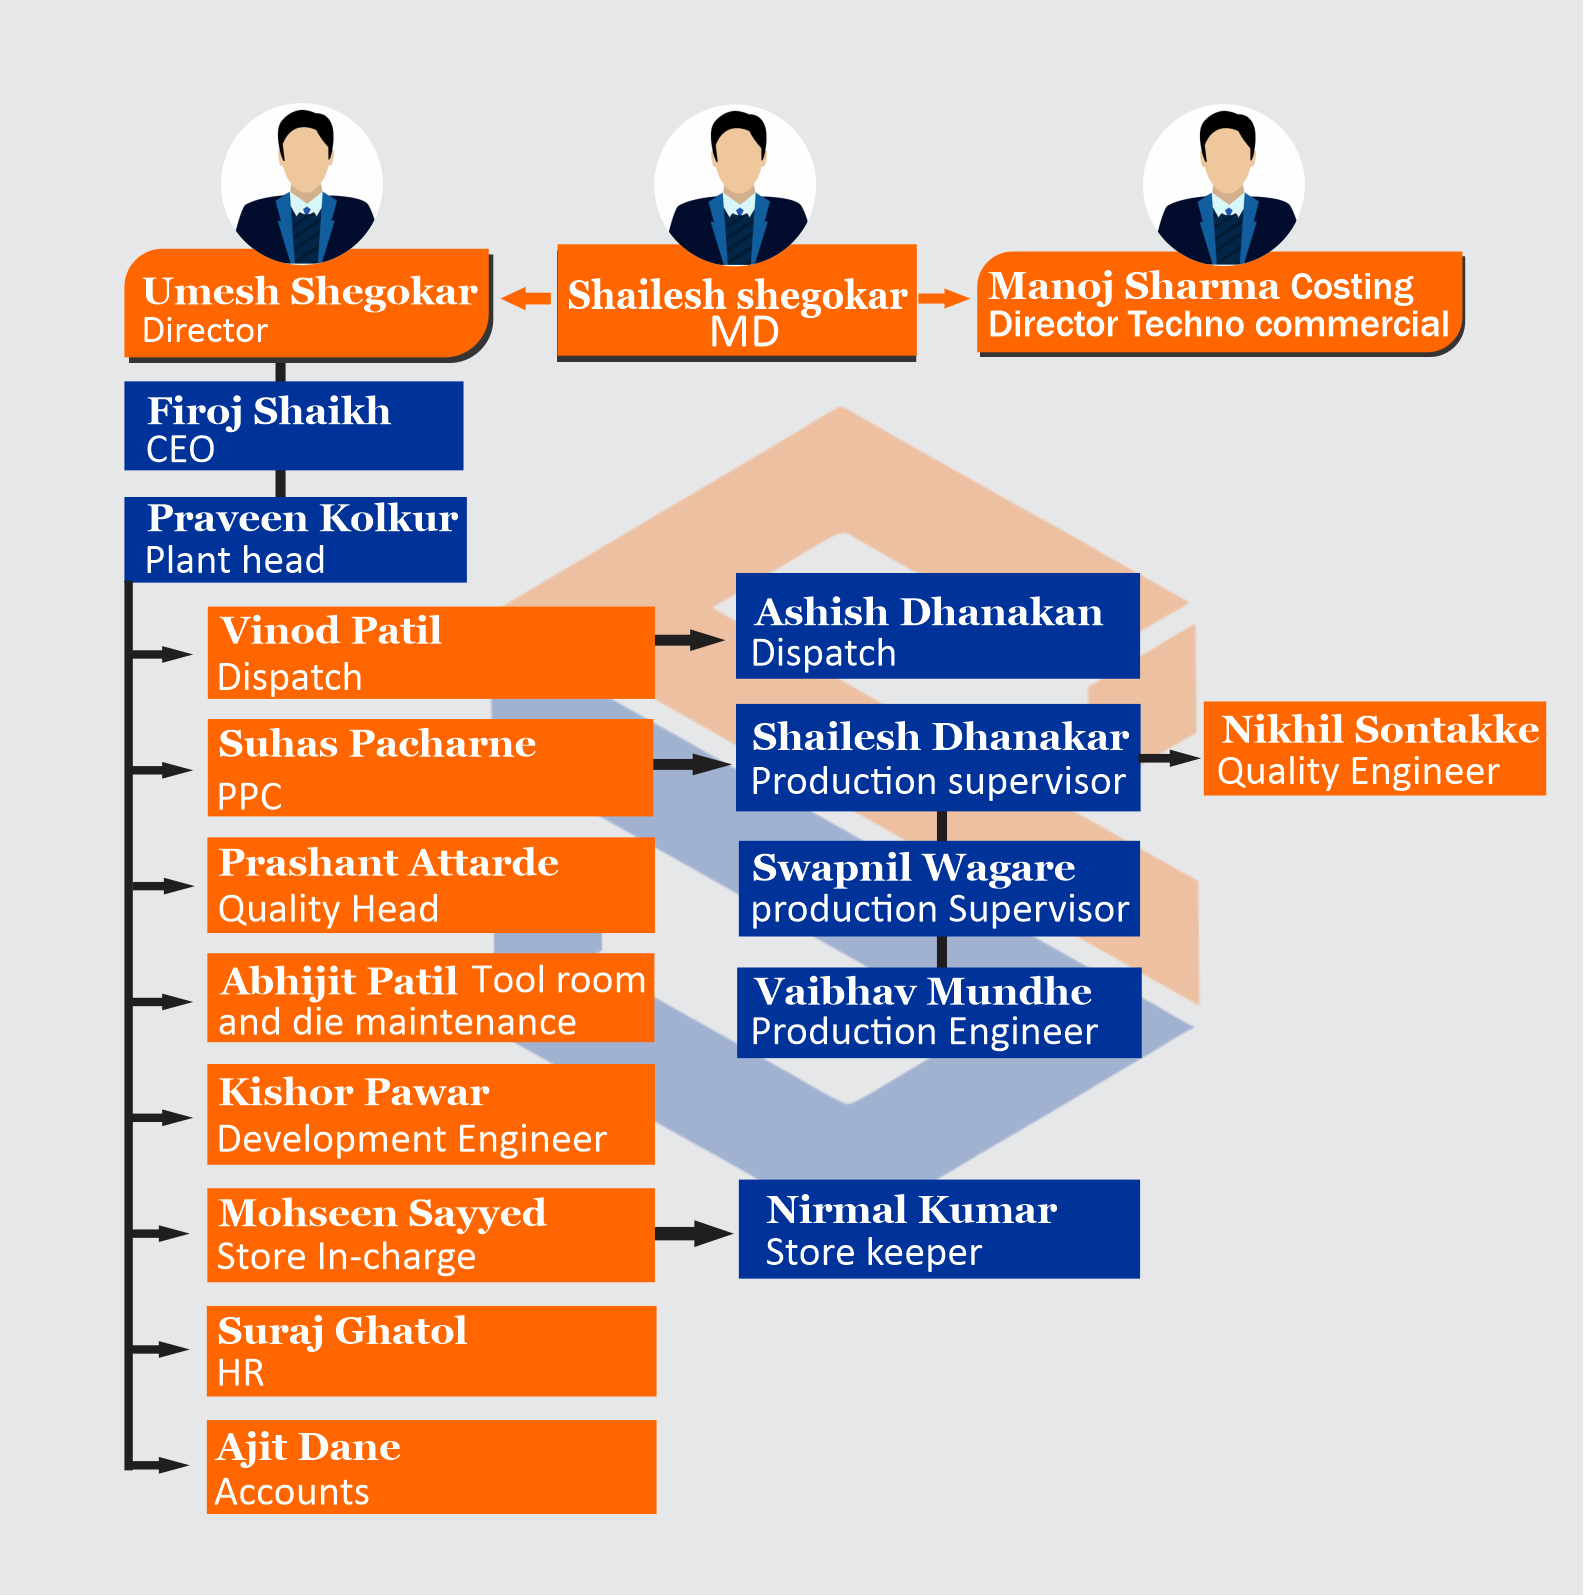 Umesh Shegokar
Director
Shailesh shegokar
MD
Manoj Sharma Costing
Director Techno commercial
Firoj Shaikh
CEO
Praveen Kolkur
Plant head
Vinod Patil
Dispatch
Ashish Dhanakan
Dispatch
Suhas Pacharne
PPC
Shailesh Dhanakar
Production supervisor
Nikhil Sontakke
Quality Engineer
Prashant Attarde
Quality Head
Swapnil Wagare
production Supervisor
Abhijit Patil Tool room
and die maintenance
Vaibhav Mundhe
Production Engineer
Kishor Pawar
Development Engineer
Mohseen Sayyed
Store In-charge
Nirmal Kumar
Store keeper
Suraj Ghatol
HR
Ajit Dane
Accounts